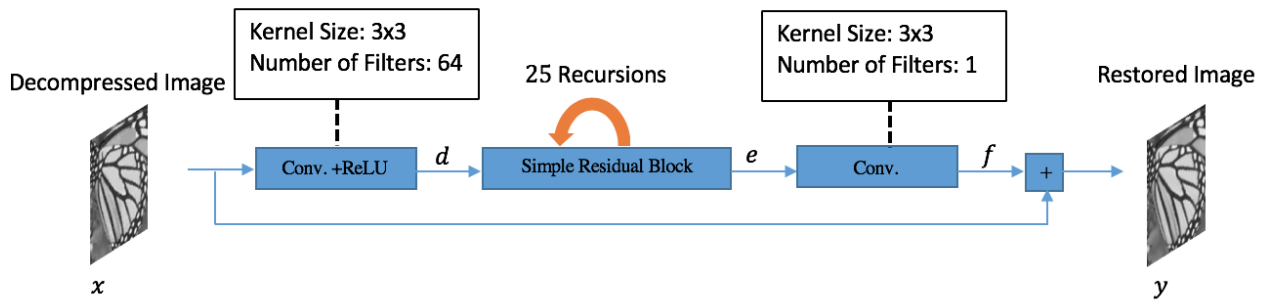 Kernel Size: 3x3
Number of Filters: 64
Kernel Size: 3x3
Number of Filters: 1
Decompressed Image
25 Recursions
Restored Image
Conv. +ReLU
d
Simple Residual Block
e
Conv.
f
+
x
y